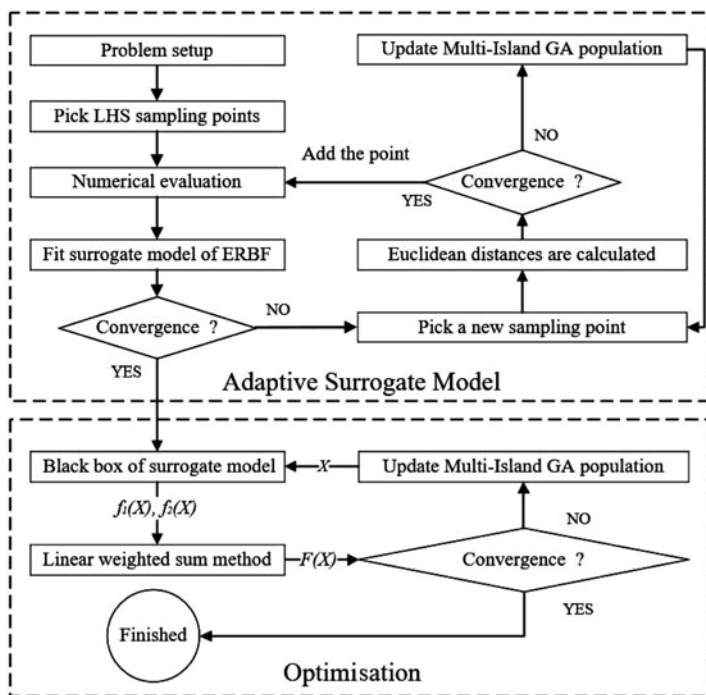 Problem setup
Update Multi-Island GA population
Pick LHS sampling points
NO
Add the point
Numerical evaluation
Convergence ?
YES
Fit surrogate model of ERBF
Euclidean distances are calculated
Convergence ?
NO
Pick a new sampling point
YES
Adaptive Surrogate Model
Black box of surrogate model
X
Update Multi-Island GA population
f₁(X), f₂(X)
NO
Linear weighted sum method
F(X)
Convergence ?
YES
Finished
Optimisation